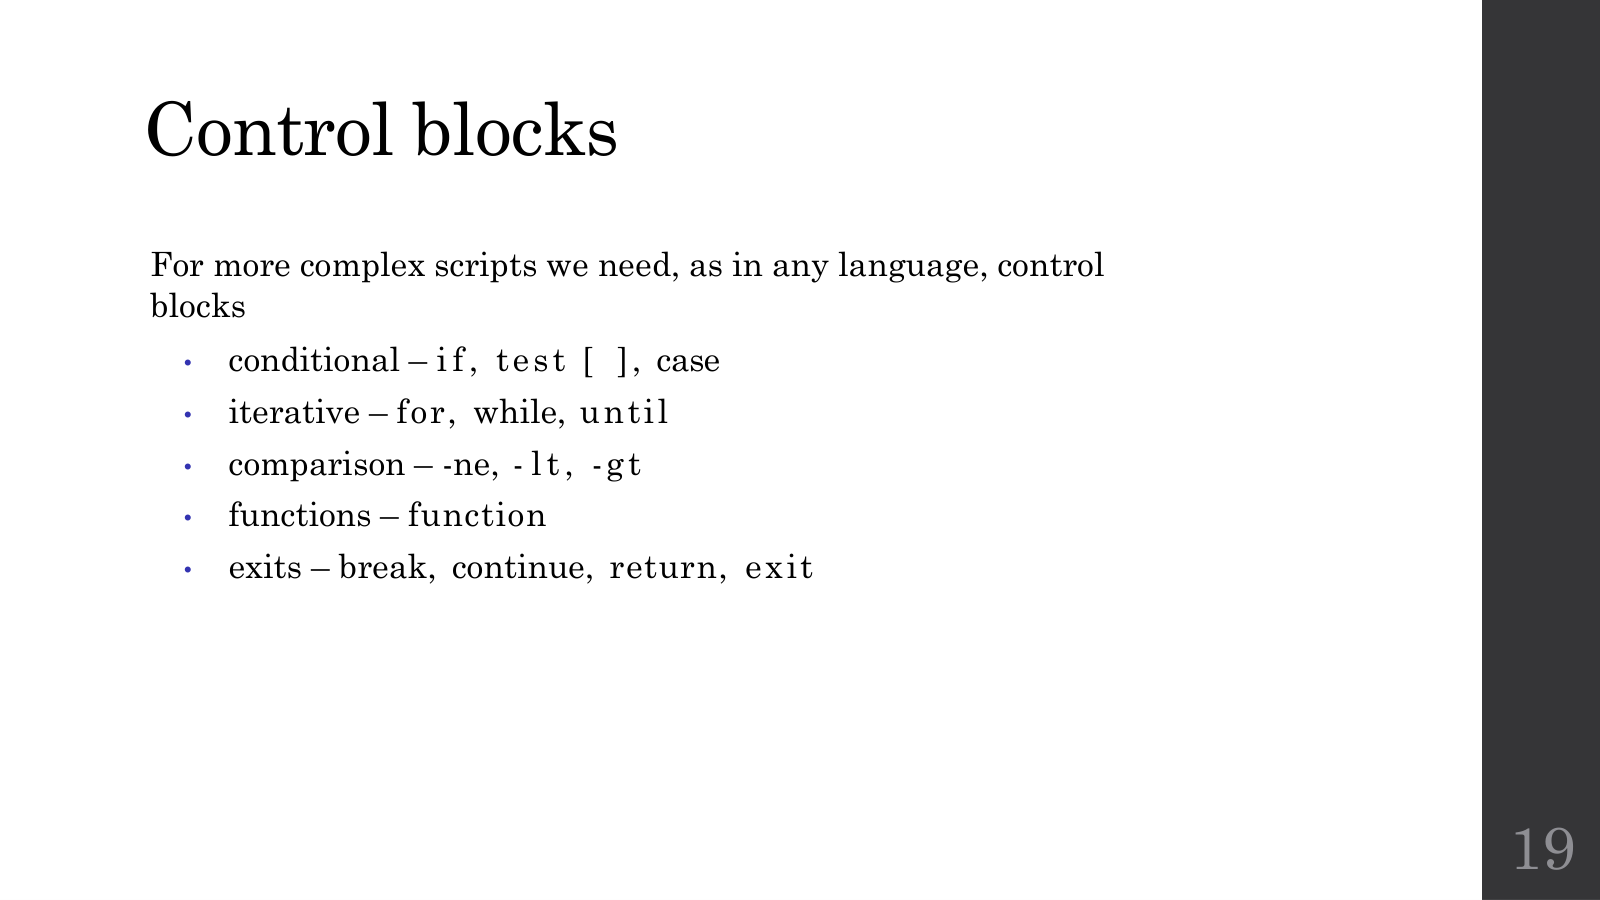 Control blocks
For more complex scripts we need, as in any language, control
blocks
• conditional – if, test [ ], case
• iterative – for, while, until
• comparison – -ne, -lt, -gt
• functions – function
• exits – break, continue, return, exit
19